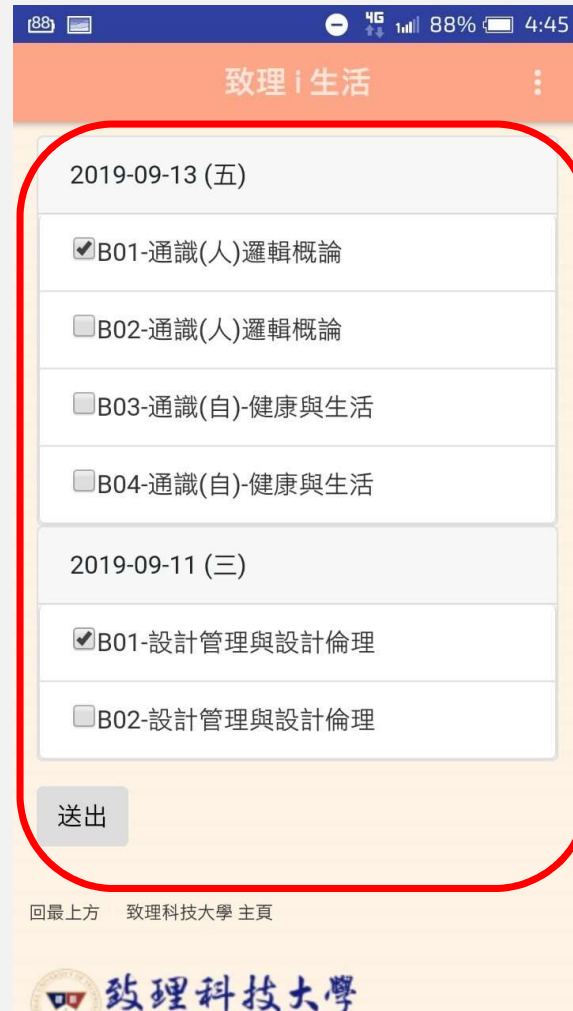 88 4G 88% 4:45
致理 i 生活
2019-09-13 (五)
B01-通識(人)邏輯概論
B02-通識(人)邏輯概論
B03-通識(自)-健康與生活
B04-通識(自)-健康與生活
2019-09-11 (三)
B01-設計管理與設計倫理
B02-設計管理與設計倫理
送出
回最上方 致理科技大學 主頁
致理科技大學